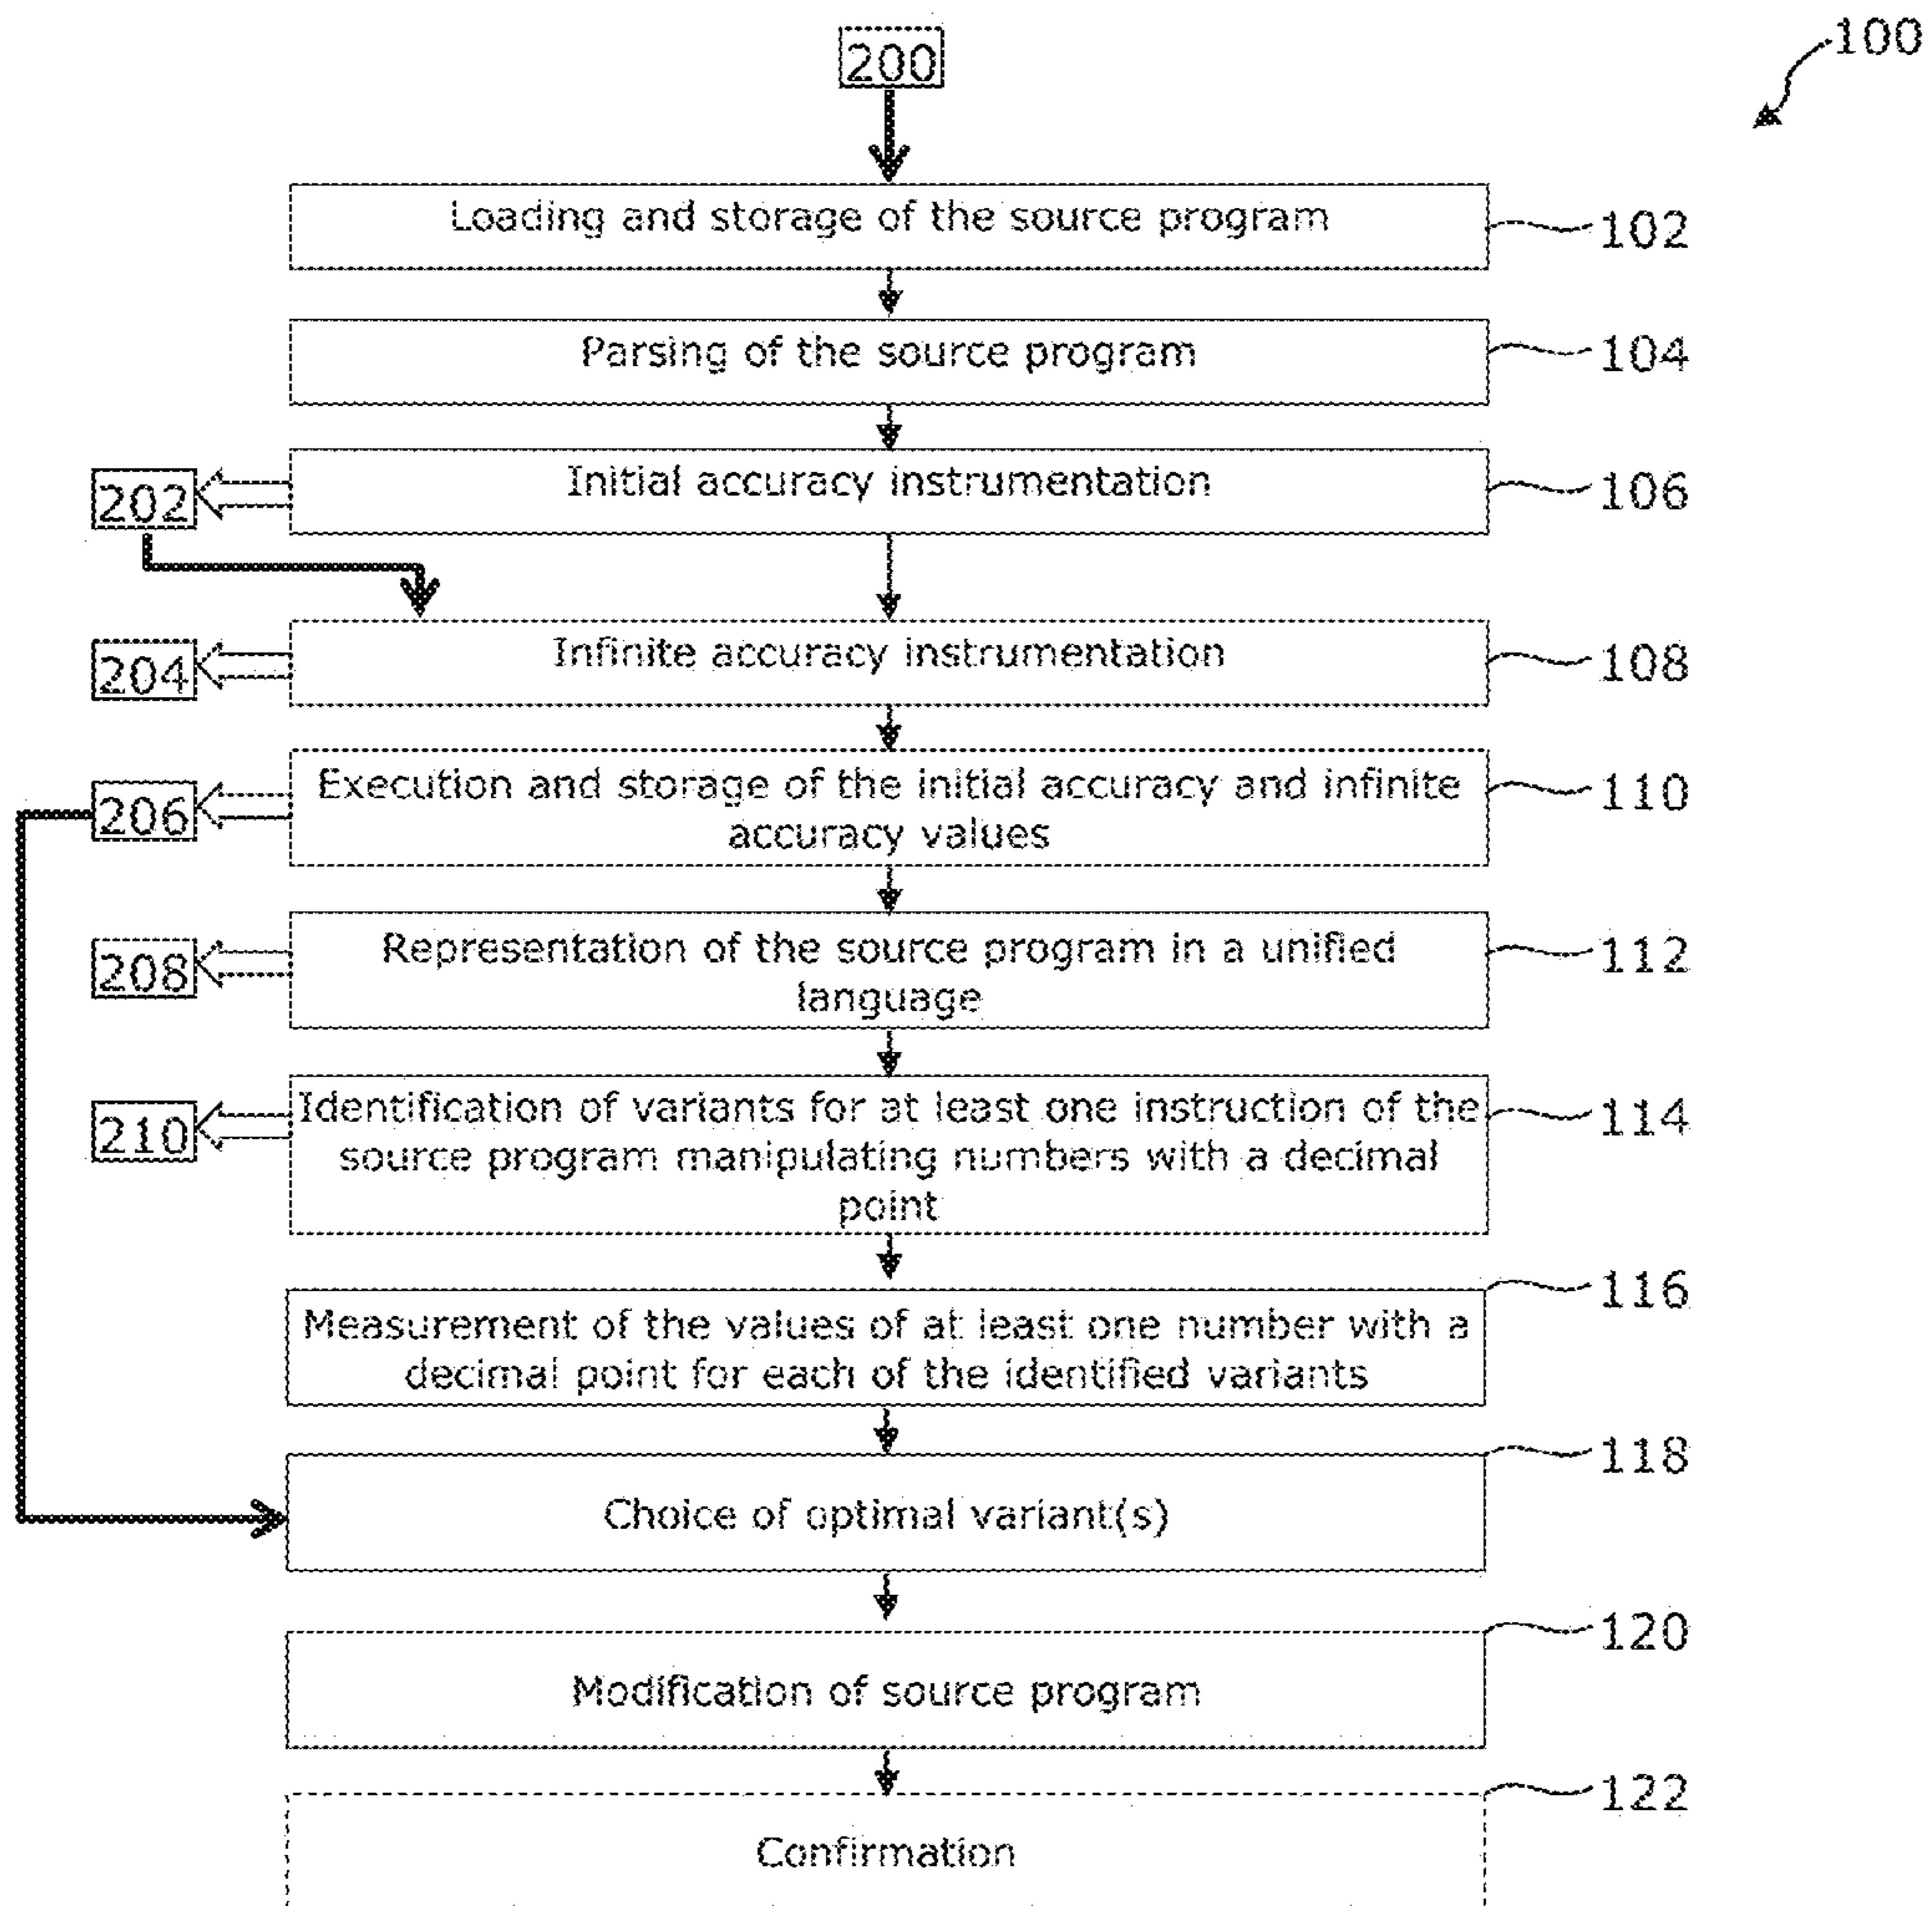 100
200
Loading and storage of the source program
102
Parsing of the source program
104
Initial accuracy instrumentation
106
202
Infinite accuracy instrumentation
108
204
Execution and storage of the initial accuracy and infinite
accuracy values
110
206
Representation of the source program in a unified
language
112
208
Identification of variants for at least one instruction of the
source program manipulating numbers with a decimal
point
114
210
Measurement of the values of at least one number with a
decimal point for each of the identified variants
116
Choice of optimal variant(s)
118
Modification of source program
120
Confirmation
122